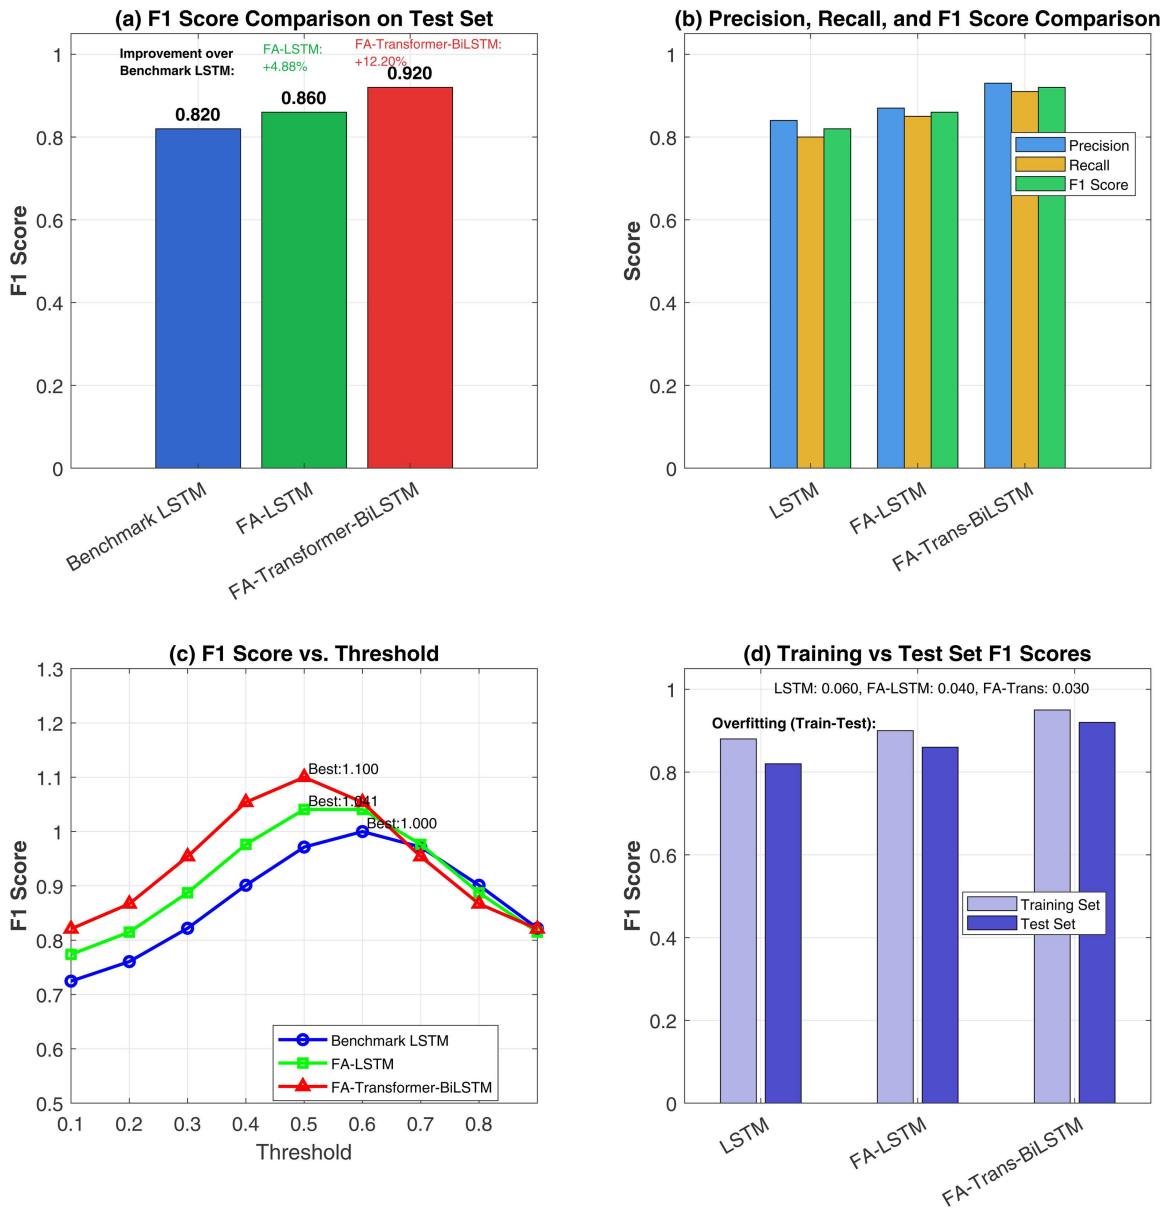 (a) F1 Score Comparison on Test Set
Improvement over
Benchmark LSTM:
FA-LSTM:
+4.88%
FA-Transformer-BiLSTM:
+12.20%
0.820
0.860
0.920
1
0.8
0.6
0.4
0.2
0
F1 Score
Benchmark LSTM
FA-LSTM
FA-Transformer-BiLSTM
(b) Precision, Recall, and F1 Score Comparison
1
0.8
0.6
0.4
0.2
0
Score
Precision
Recall
F1 Score
LSTM
FA-LSTM
FA-Trans-BiLSTM
(c) F1 Score vs. Threshold
1.3
1.2
1.1
1
0.9
0.8
0.7
0.6
0.5
F1 Score
Best:1.100
Best:1.041
Best:1.000
Benchmark LSTM
FA-LSTM
FA-Transformer-BiLSTM
0.1 0.2 0.3 0.4 0.5 0.6 0.7 0.8
Threshold
(d) Training vs Test Set F1 Scores
LSTM: 0.060, FA-LSTM: 0.040, FA-Trans: 0.030
Overfitting (Train-Test):
1
0.8
0.6
0.4
0.2
0
F1 Score
Training Set
Test Set
LSTM
FA-LSTM
FA-Trans-BiLSTM